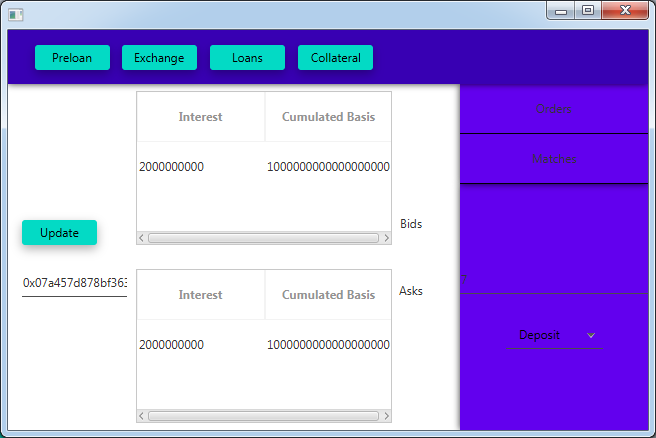 Preloan Exchange Loans Collateral
Interest Cumulated Basis
2000000000 1000000000000000000
Bids
Update
0x07a457d878bf363
Interest Cumulated Basis
Asks
2000000000 1000000000000000000
Orders
Matches
Deposit